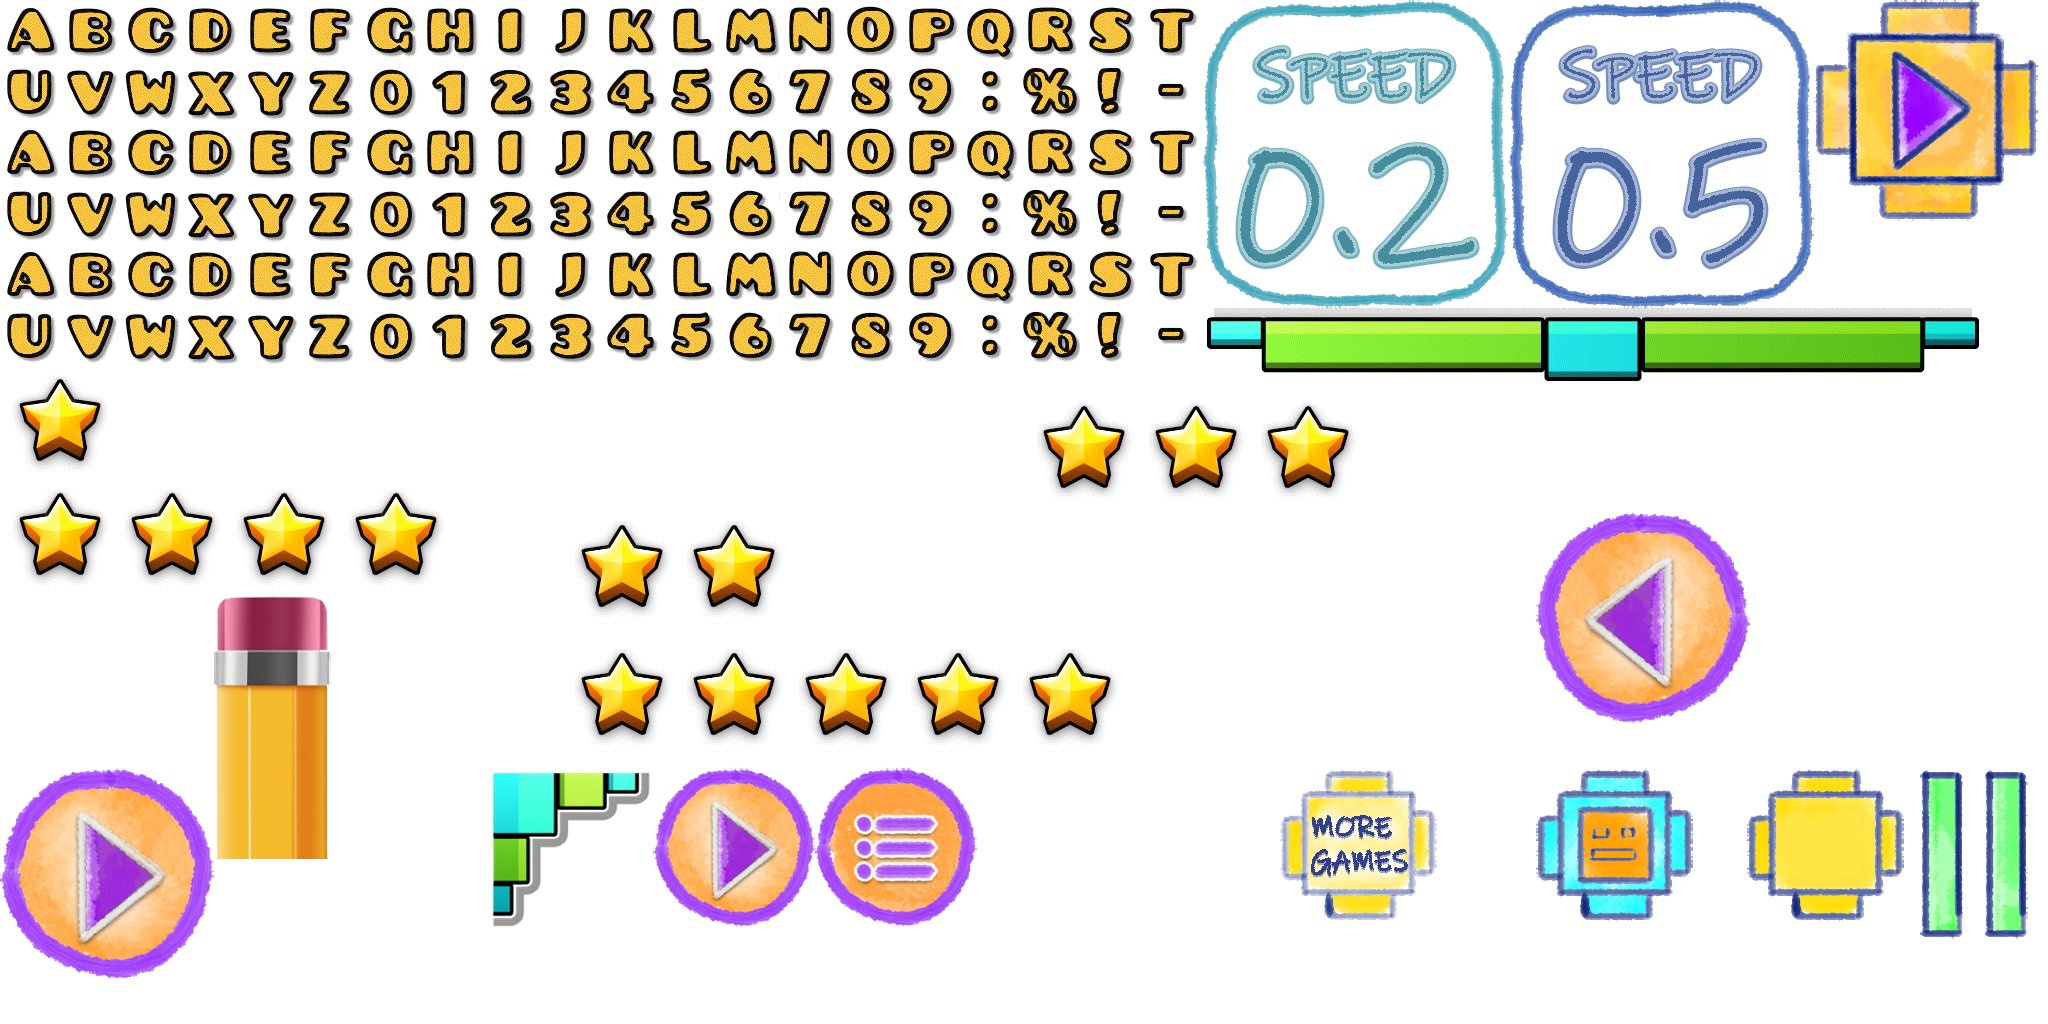 A B C D E F G H I J K L M N O P Q R S T
U V W X Y Z 0 1 2 3 4 5 6 7 8 9 : % ! -
A B C D E F G H I J K L M N O P Q R S T
U V W X Y Z 0 1 2 3 4 5 6 7 8 9 : % ! -
A B C D E F G H I J K L M N O P Q R S T
U V W X Y Z 0 1 2 3 4 5 6 7 8 9 : % ! -
SPEED
0.2
SPEED
0.5
MORE
GAMES